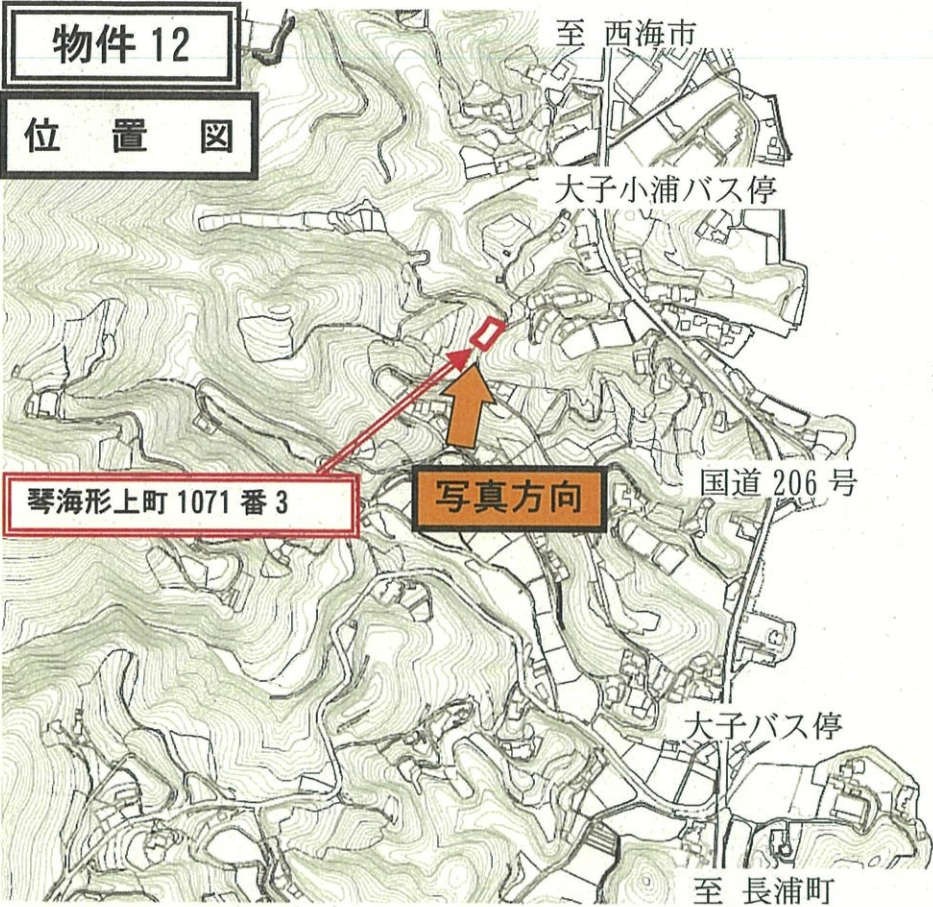 物件 12
位置図
至 西海市
大子小浦バス停
琴海形上町 1071 番 3
写真方向
国道 206 号
大子バス停
至 長浦町